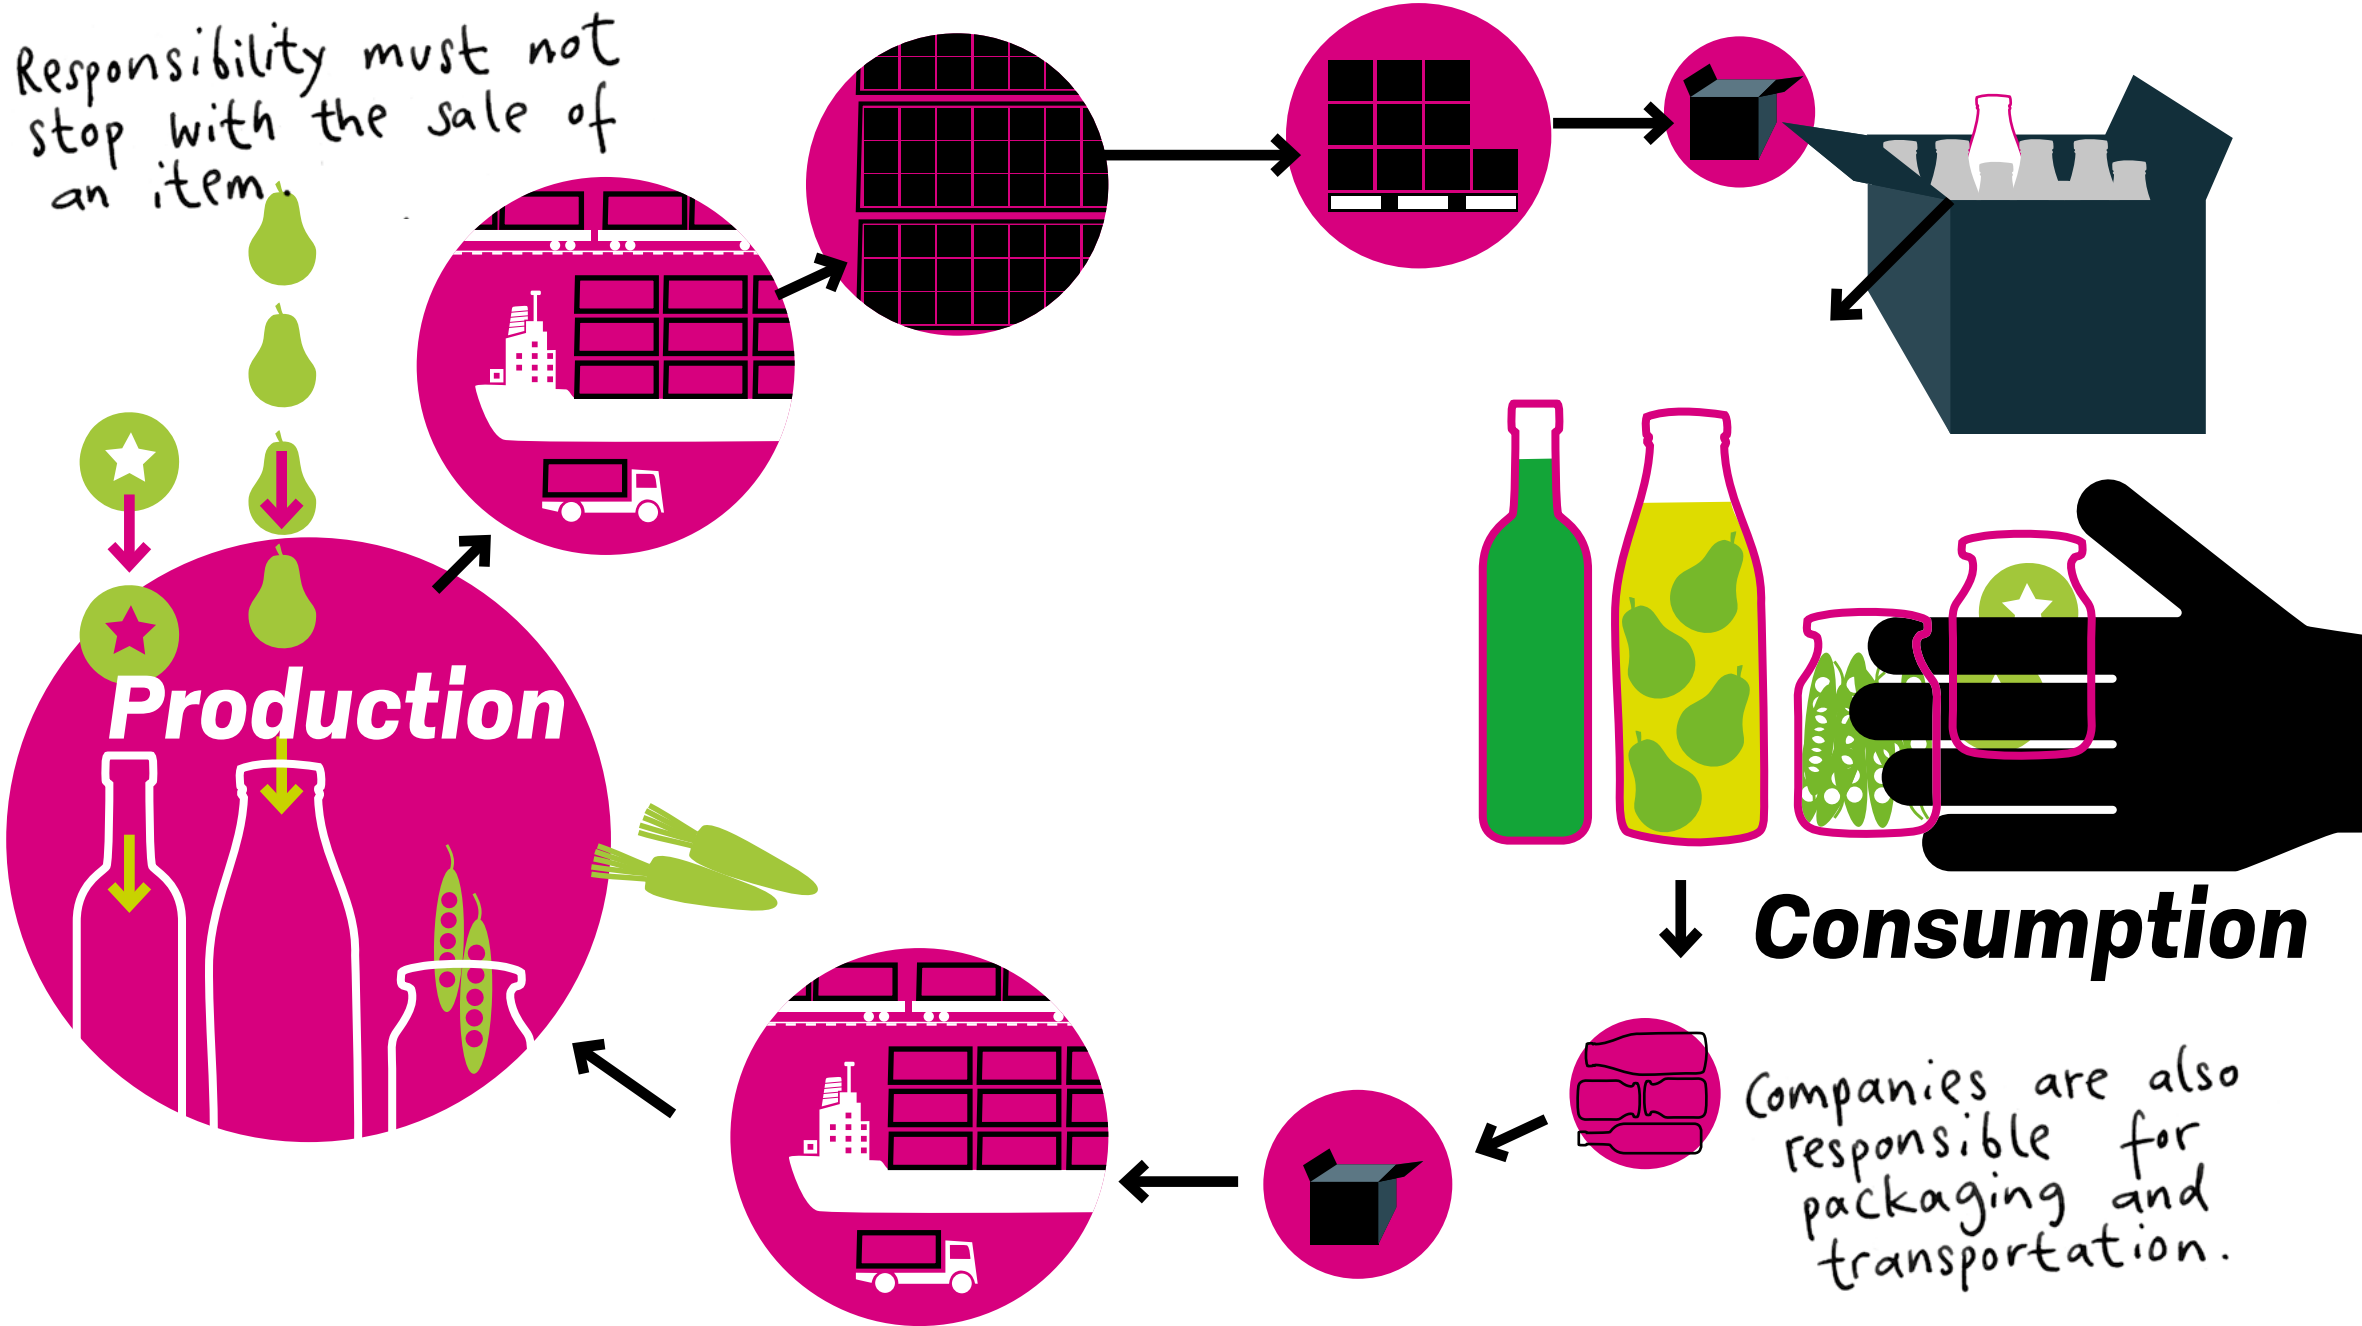 Responsibility must not
stop with the sale of
an item.
Production
Consumption
Companies are also
responsible for
packaging and
transportation.